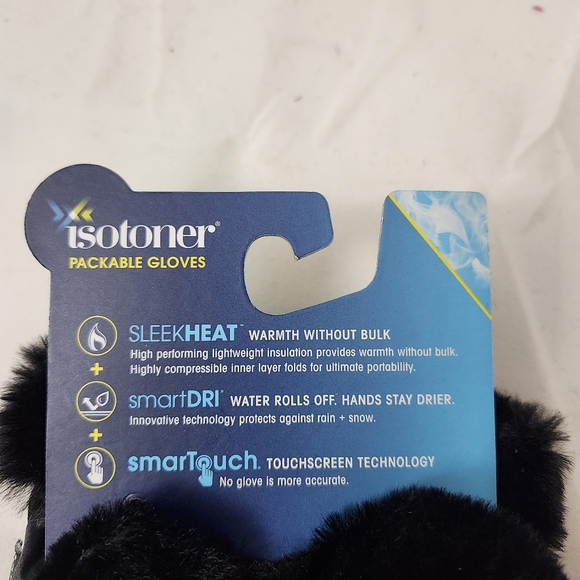 isotoner®
PACKABLE GLOVES
SLEEKHEAT™ WARMTH WITHOUT BULK
High performing lightweight insulation provides warmth without bulk.
+ Highly compressible inner layer folds for ultimate portability.
smartDRI® WATER ROLLS OFF. HANDS STAY DRIER.
Innovative technology protects against rain + snow.
+
smarTouch® TOUCHSCREEN TECHNOLOGY
No glove is more accurate.